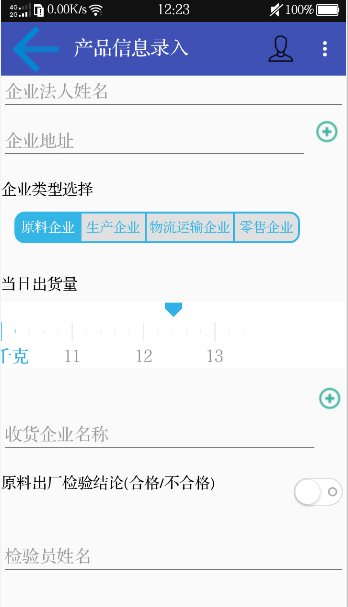 4G 2G 0.00K/s 12:23 100%
产品信息录入
企业法人姓名
企业地址
企业类型选择
原料企业 生产企业 物流运输企业 零售企业
当日出货量
千克 11 12 13
收货企业名称
原料出厂检验结论(合格/不合格)
检验员姓名